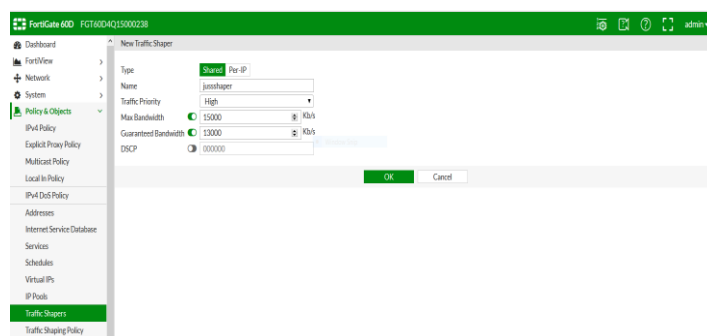 FortiGate 60D FGT60D4Q15000238 admin
Dashboard
FortiView
Network
System
Policy & Objects
IPv4 Policy
Explicit Proxy Policy
Multicast Policy
Local In Policy
IPv4 DoS Policy
Addresses
Internet Service Database
Services
Schedules
Virtual IPs
IP Pools
Traffic Shapers
Traffic Shaping Policy
New Traffic Shaper
Type Shared Per-IP
Name jussshaper
Traffic Priority High
Max Bandwidth 15000 Kb/s
Guaranteed Bandwidth 13000 Kb/s
DSCP 000000
OK Cancel